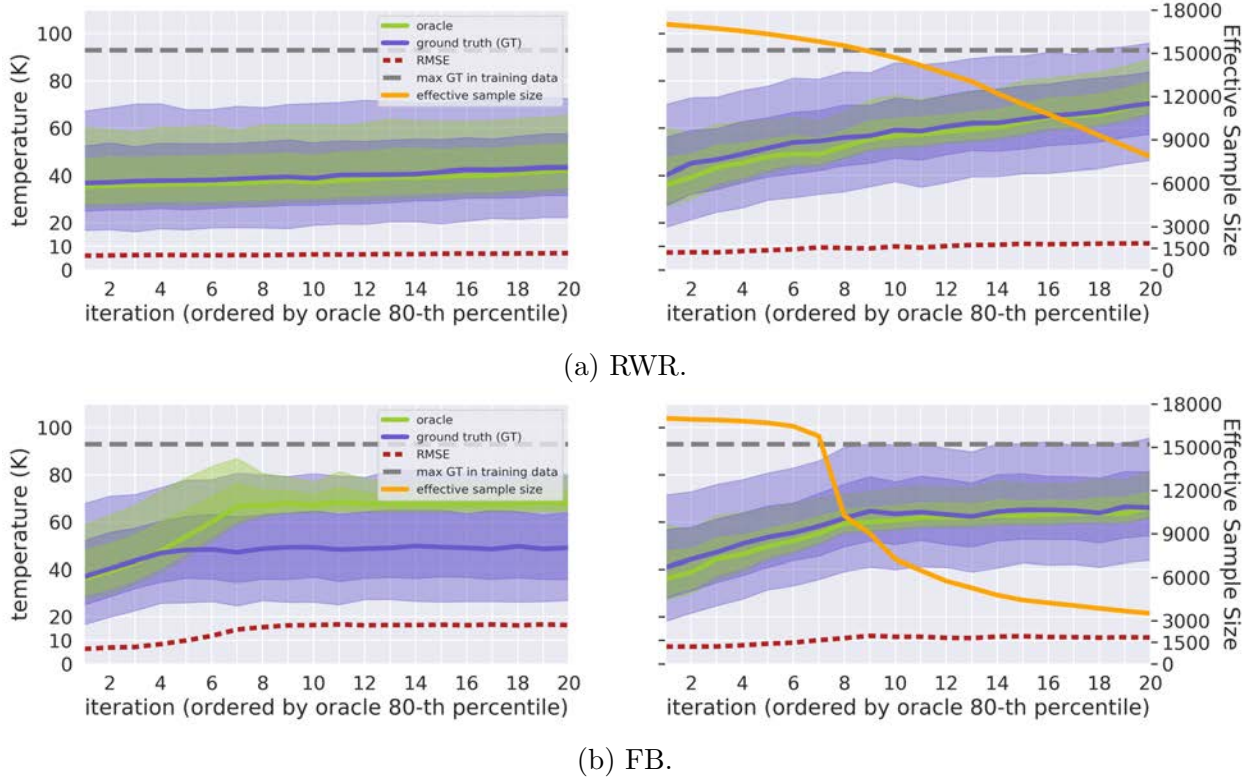 100
80
60
40
20
10
0
temperature (K)
oracle
ground truth (GT)
RMSE
max GT in training data
effective sample size
2 4 6 8 10 12 14 16 18 20
iteration (ordered by oracle 80-th percentile)
18000
15000
12000
9000
6000
3000
1500
0
Effective Sample Size
2 4 6 8 10 12 14 16 18 20
iteration (ordered by oracle 80-th percentile)
(a) RWR.
100
80
60
40
20
10
0
temperature (K)
oracle
ground truth (GT)
RMSE
max GT in training data
effective sample size
2 4 6 8 10 12 14 16 18 20
iteration (ordered by oracle 80-th percentile)
18000
15000
12000
9000
6000
3000
1500
0
Effective Sample Size
2 4 6 8 10 12 14 16 18 20
iteration (ordered by oracle 80-th percentile)
(b) FB.